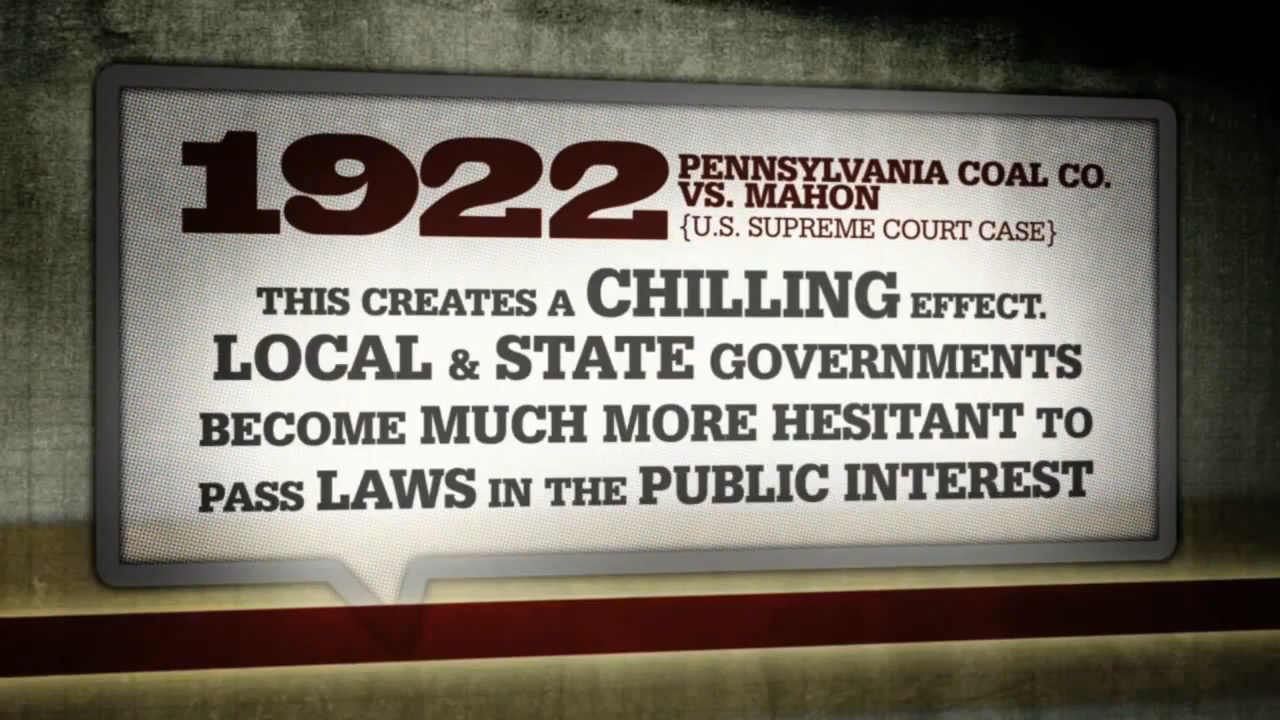 1922 PENNSYLVANIA COAL CO.
VS. MAHON
{U.S. SUPREME COURT CASE}
THIS CREATES A CHILLING EFFECT.
LOCAL & STATE GOVERNMENTS
BECOME MUCH MORE HESITANT TO
PASS LAWS IN THE PUBLIC INTEREST